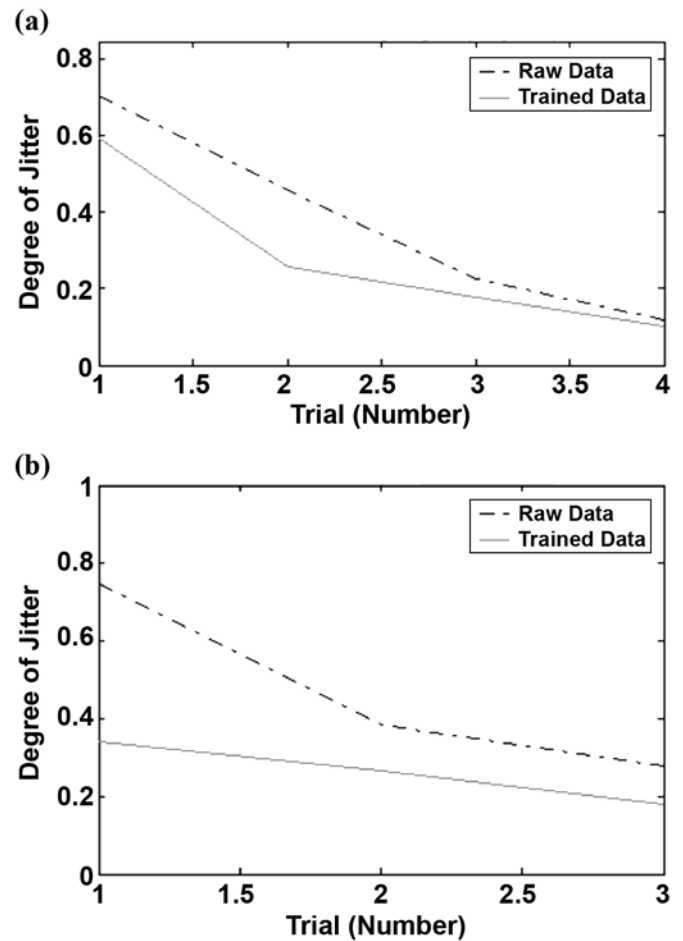 (a)
0.8
0.6
0.4
0.2
0
Degree of Jitter
Raw Data
Trained Data
1 1.5 2 2.5 3 3.5 4
Trial (Number)
(b)
1
0.8
0.6
0.4
0.2
0
Degree of Jitter
Raw Data
Trained Data
1 1.5 2 2.5 3
Trial (Number)